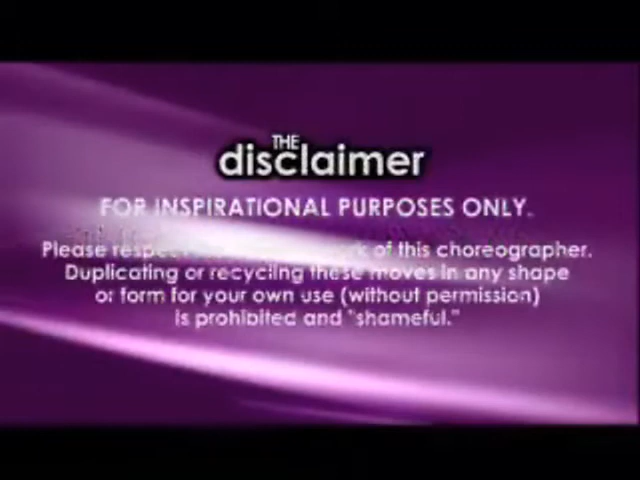 THE
disclaimer
FOR INSPIRATIONAL PURPOSES ONLY.
Please respect of this choreographer.
Duplicating or recycling these moves in any shape
or form for your own use (without permission)
is prohibited and "shameful."